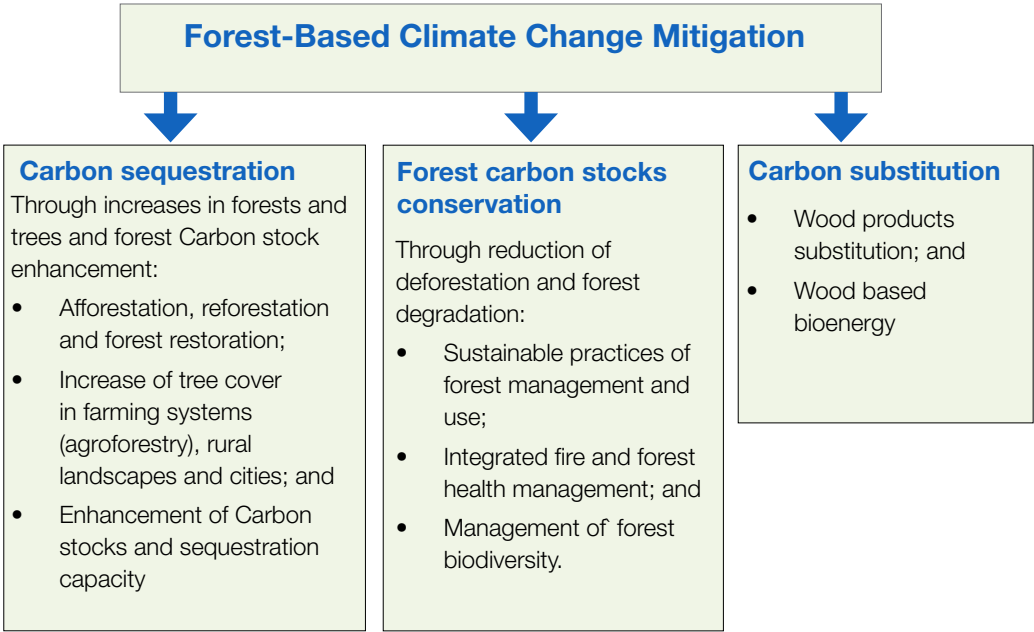 Forest-Based Climate Change Mitigation
Carbon sequestration
Through increases in forests and
trees and forest Carbon stock
enhancement:
• Afforestation, reforestation
and forest restoration;
• Increase of tree cover
in farming systems
(agroforestry), rural
landscapes and cities; and
• Enhancement of Carbon
stocks and sequestration
capacity
Forest carbon stocks
conservation
Through reduction of
deforestation and forest
degradation:
• Sustainable practices of
forest management and
use;
• Integrated fire and forest
health management; and
• Management of forest
biodiversity.
Carbon substitution
• Wood products
substitution; and
• Wood based
bioenergy